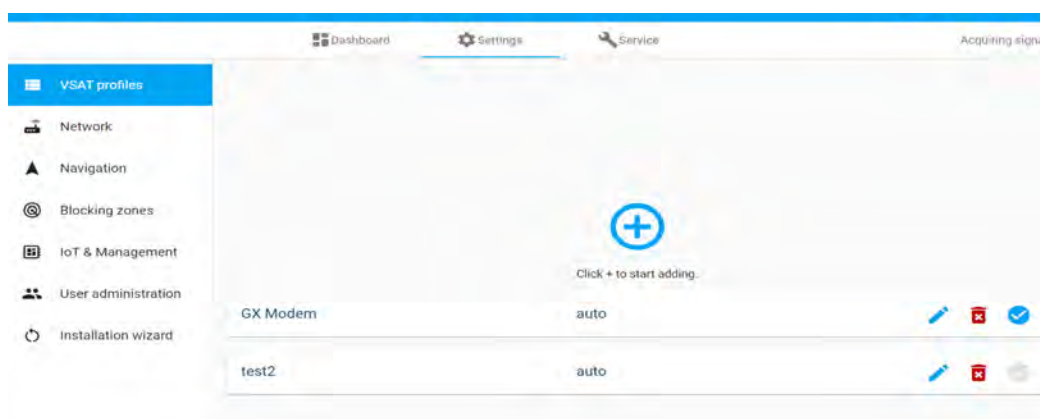 Dashboard Settings Service Acquiring signa
VSAT profiles
Network
Navigation
Blocking zones
IoT & Management
User administration
Installation wizard
Click + to start adding.
GX Modem auto
test2 auto